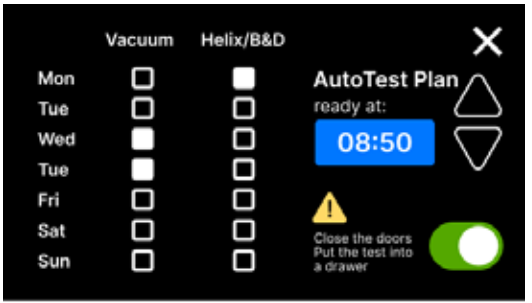 Vacuum Helix/B&D
Mon
Tue
Wed
Tue
Fri
Sat
Sun
AutoTest Plan
ready at:
08:50
Close the doors
Put the test into
a drawer